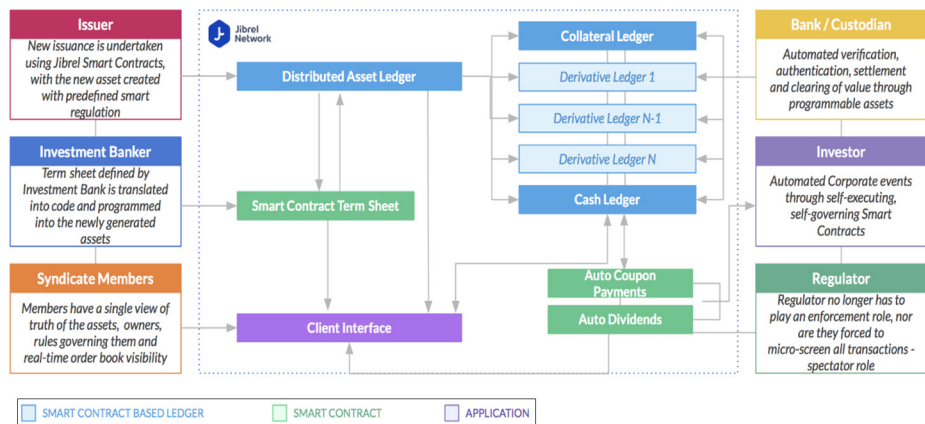 Issuer
New issuance is undertaken
using Jibrel Smart Contracts,
with the new asset created
with predefined smart
regulation
Investment Banker
Term sheet defined by
Investment Bank is translated
into code and programmed
into the newly generated
assets
Syndicate Members
Members have a single view of
truth of the assets, owners,
rules governing them and
real-time order book visibility
Jibrel
Network
Distributed Asset Ledger
Smart Contract Term Sheet
Client Interface
Collateral Ledger
Derivative Ledger 1
Derivative Ledger N-1
Derivative Ledger N
Cash Ledger
Auto Coupon
Payments
Auto Dividends
Bank / Custodian
Automated verification,
authentication, settlement
and clearing of value through
programmable assets
Investor
Automated Corporate events
through self-executing,
self-governing Smart
Contracts
Regulator
Regulator no longer has to
play an enforcement role, nor
are they forced to
micro-screen all transactions -
spectator role
SMART CONTRACT BASED LEDGER
SMART CONTRACT
APPLICATION